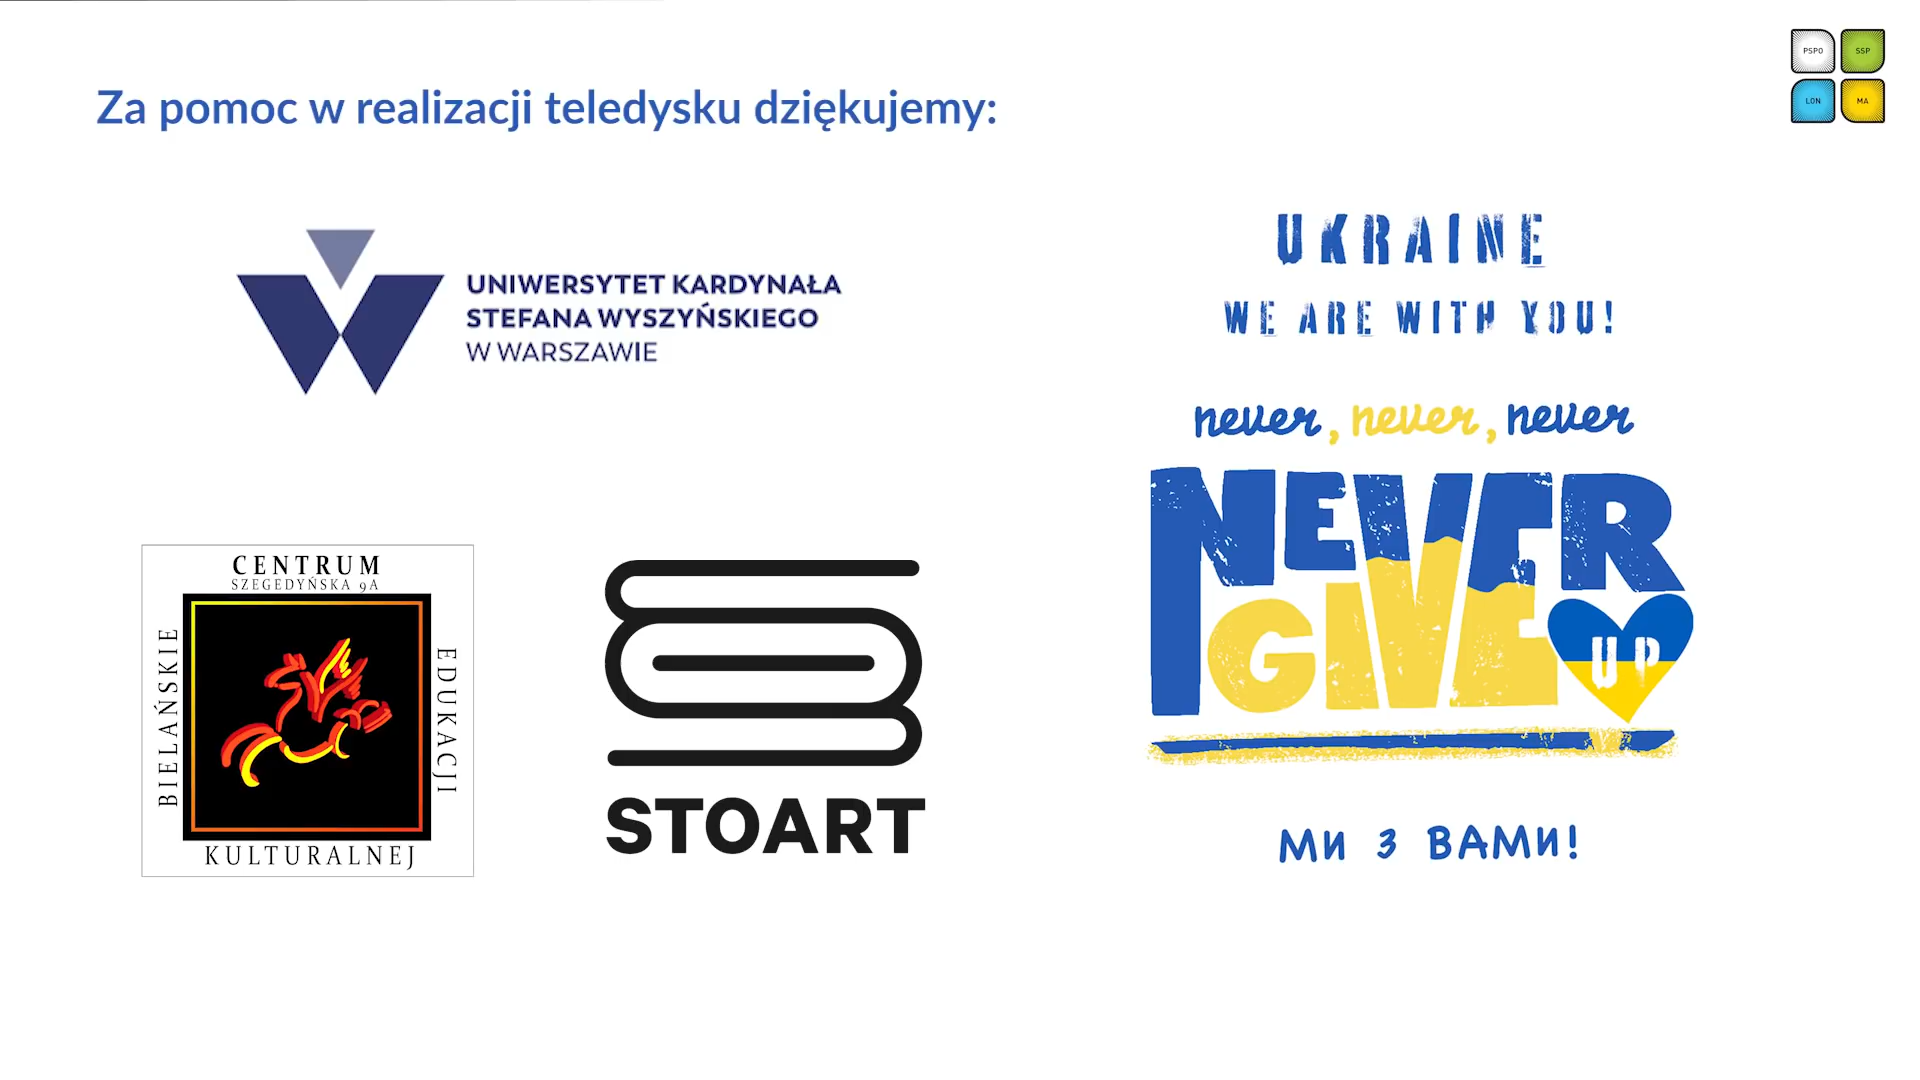 Za pomoc w realizacji teledysku dziękujemy:
PSPO SSP
LON MA
UNIWERSYTET KARDYNAŁA
STEFANA WYSZYŃSKIEGO
W WARSZAWIE
CENTRUM
SZEGEDYŃSKA 9A
BIELAŃSKIE
EDUKACJI
KULTURALNEJ
STOART
UKRAINE
WE ARE WITH YOU!
never, never, never
NEVER
GIVE UP
МИ З ВАМИ!